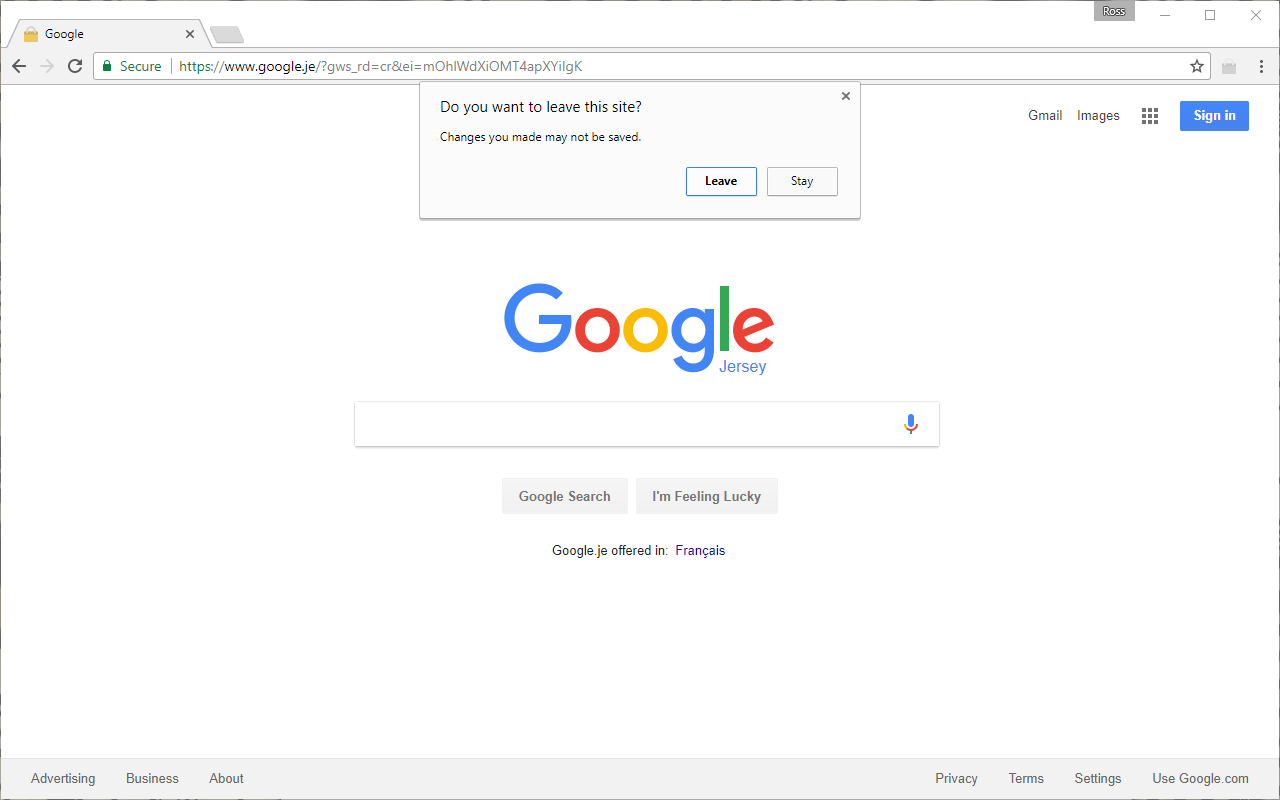 Ross
Google
Secure https://www.google.je/?gws_rd=cr&ei=mOhlWdXiOMT4apXYiIgK
Do you want to leave this site?
Changes you made may not be saved.
Leave Stay
Gmail Images Sign in
Google
Jersey
Google Search I'm Feeling Lucky
Google.je offered in: Français
Advertising Business About Privacy Terms Settings Use Google.com